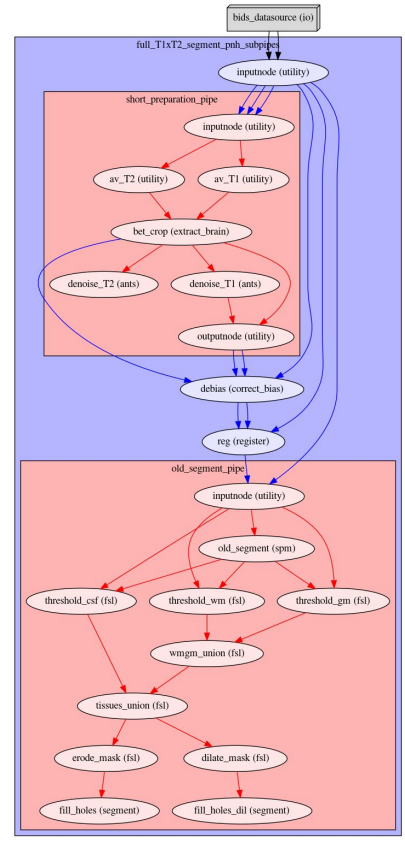 bids_datasource (io)
full_T1xT2_segment_pnh_subpipes
inputnode (utility)
short_preparation_pipe
inputnode (utility)
av_T2 (utility)
av_T1 (utility)
bet_crop (extract_brain)
denoise_T2 (ants)
denoise_T1 (ants)
outputnode (utility)
debias (correct_bias)
reg (register)
old_segment_pipe
inputnode (utility)
old_segment (spm)
threshold_csf (fsl)
threshold_wm (fsl)
threshold_gm (fsl)
wmgm_union (fsl)
tissues_union (fsl)
erode_mask (fsl)
dilate_mask (fsl)
fill_holes (segment)
fill_holes_dil (segment)